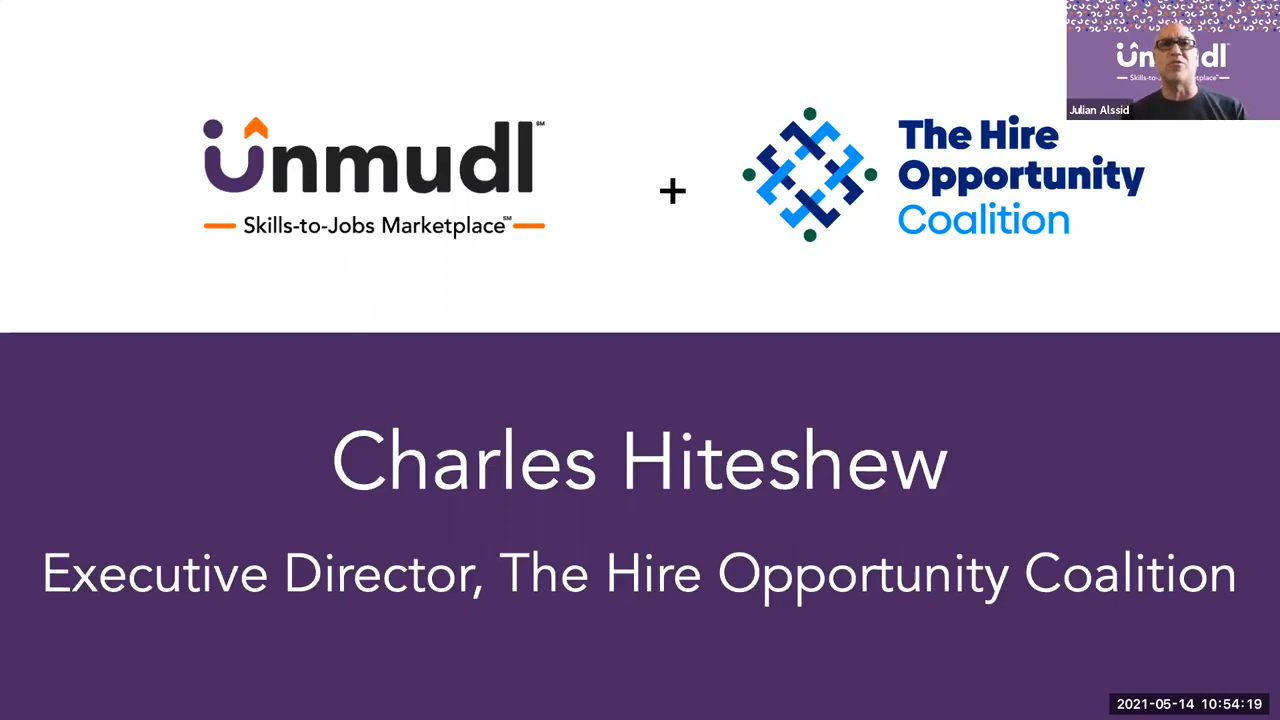 Unmudl℠
Skills-to-Jobs Marketplace℠
+
The Hire
Opportunity
Coalition
Unmudl
Julian Alssid
Charles Hiteshew
Executive Director, The Hire Opportunity Coalition
2021-05-14 10:54:19